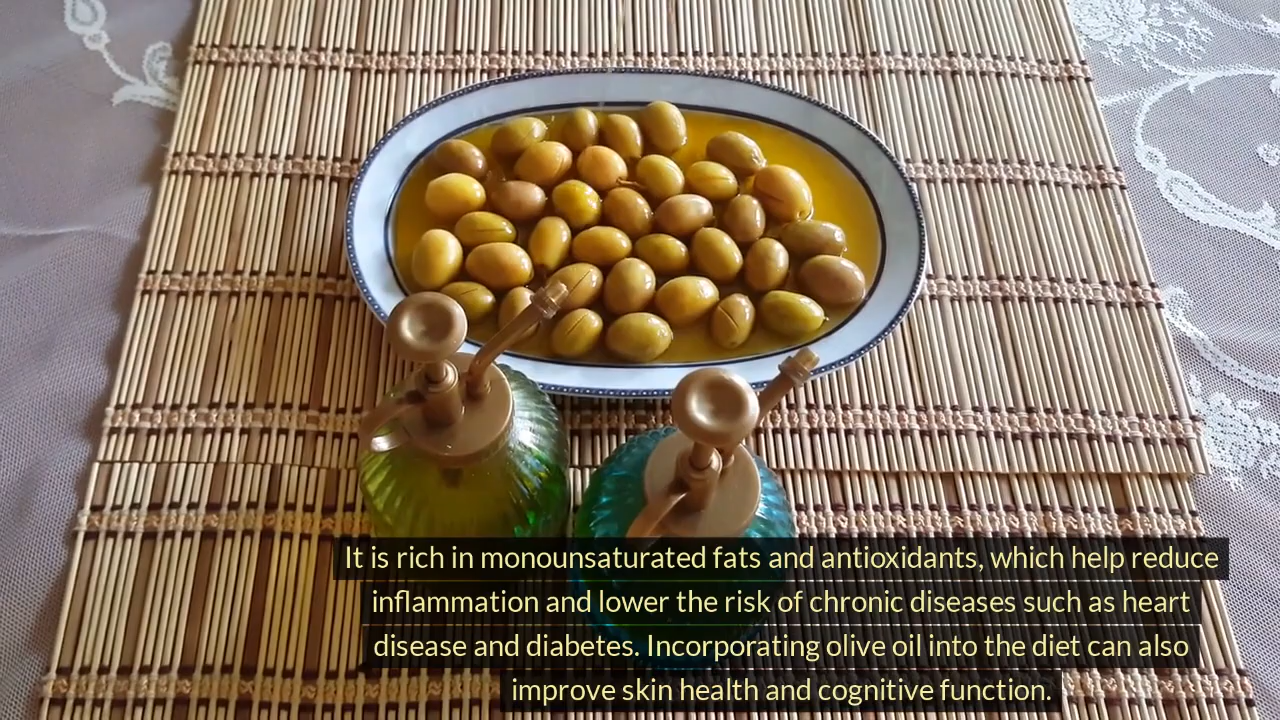 It is rich in monounsaturated fats and antioxidants, which help reduce
inflammation and lower the risk of chronic diseases such as heart
disease and diabetes. Incorporating olive oil into the diet can also
improve skin health and cognitive function.